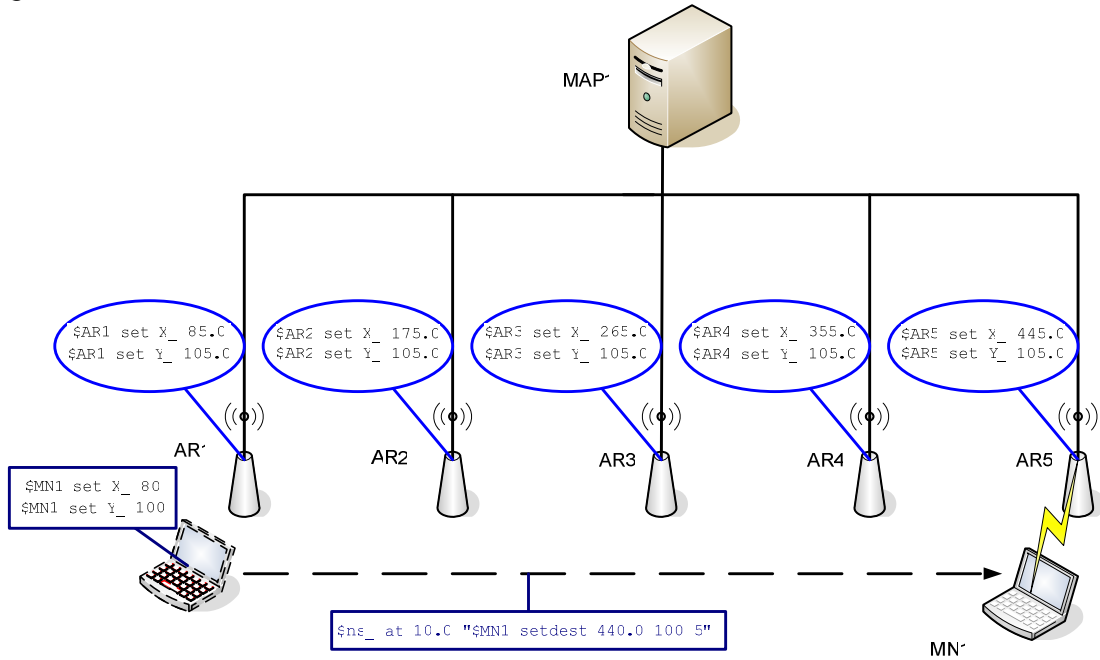 MAP1
$AR1 set X_ 85.0
$AR1 set Y_ 105.0
$AR2 set X_ 175.0
$AR2 set Y_ 105.0
$AR3 set X_ 265.0
$AR3 set Y_ 105.0
$AR4 set X_ 355.0
$AR4 set Y_ 105.0
$AR5 set X_ 445.0
$AR5 set Y_ 105.0
AR1
AR2
AR3
AR4
AR5
$MN1 set X_ 80
$MN1 set Y_ 100
$ns_ at 10.0 "$MN1 setdest 440.0 100 5"
MN1